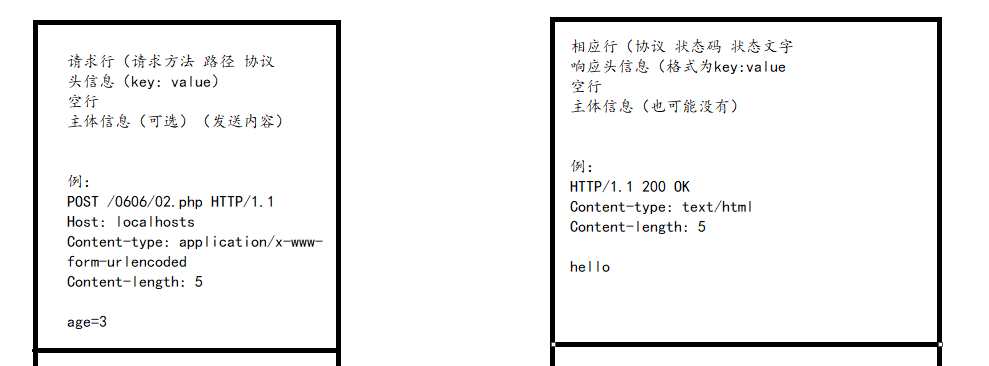 请求行（请求方法 路径 协议
头信息（key: value）
空行
主体信息（可选）（发送内容）
例：
POST /0606/02.php HTTP/1.1
Host: localhosts
Content-type: application/x-www-
form-urlencoded
Content-length: 5
age=3
相应行（协议 状态码 状态文字
响应头信息（格式为key:value
空行
主体信息（也可能没有）
例：
HTTP/1.1 200 OK
Content-type: text/html
Content-length: 5
hello